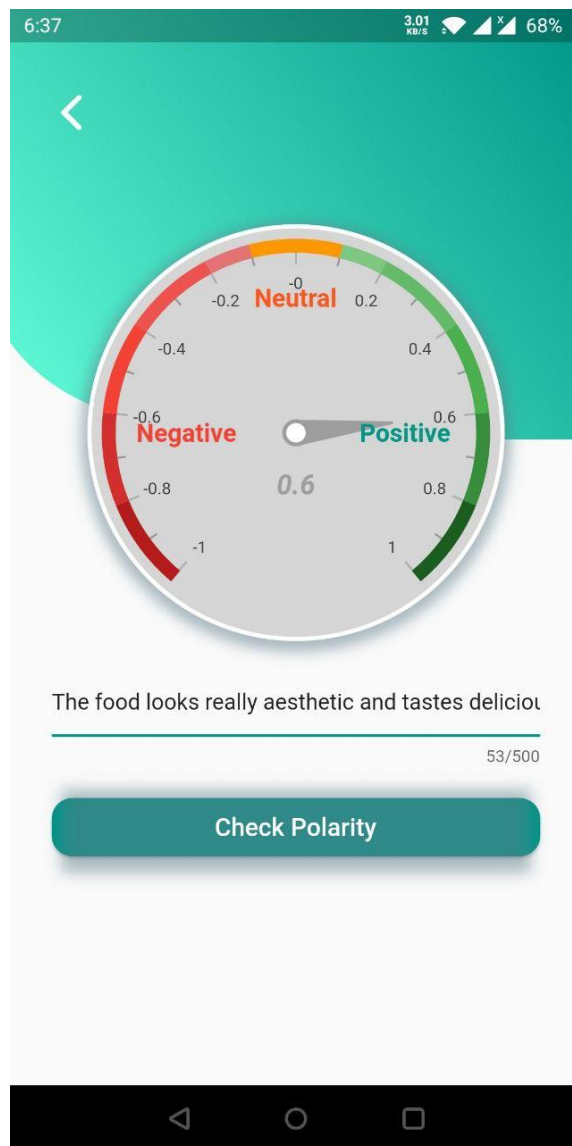 6:37
3.01 KB/S
x
68%
-0
Neutral
-0.2
0.2
-0.4
0.4
-0.6
0.6
Negative
Positive
0.6
-0.8
0.8
-1
1
The food looks really aesthetic and tastes deliciou
53/500
Check Polarity